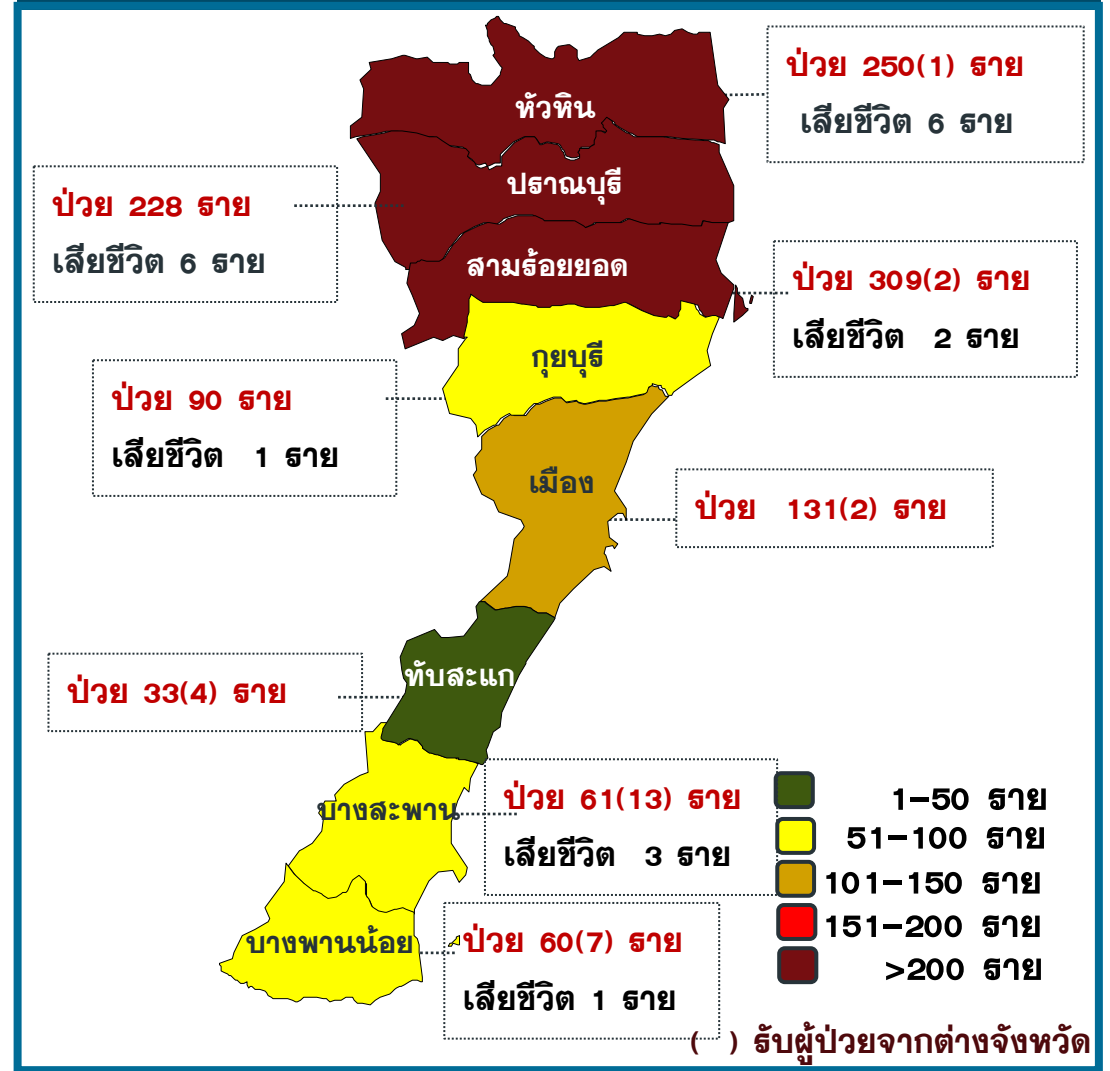 หัวหิน
ป่วย 250(1) ราย
เสียชีวิต 6 ราย
ปราณบุรี
ป่วย 228 ราย
เสียชีวิต 6 ราย
สามร้อยยอด
ป่วย 309(2) ราย
เสียชีวิต 2 ราย
กุยบุรี
ป่วย 90 ราย
เสียชีวิต 1 ราย
เมือง
ป่วย 131(2) ราย
ทับสะแก
ป่วย 33(4) ราย
บางสะพาน
ป่วย 61(13) ราย
เสียชีวิต 3 ราย
บางพานน้อย
ป่วย 60(7) ราย
เสียชีวิต 1 ราย
1-50 ราย
51-100 ราย
101-150 ราย
151-200 ราย
>200 ราย
( ) รับผู้ป่วยจากต่างจังหวัด